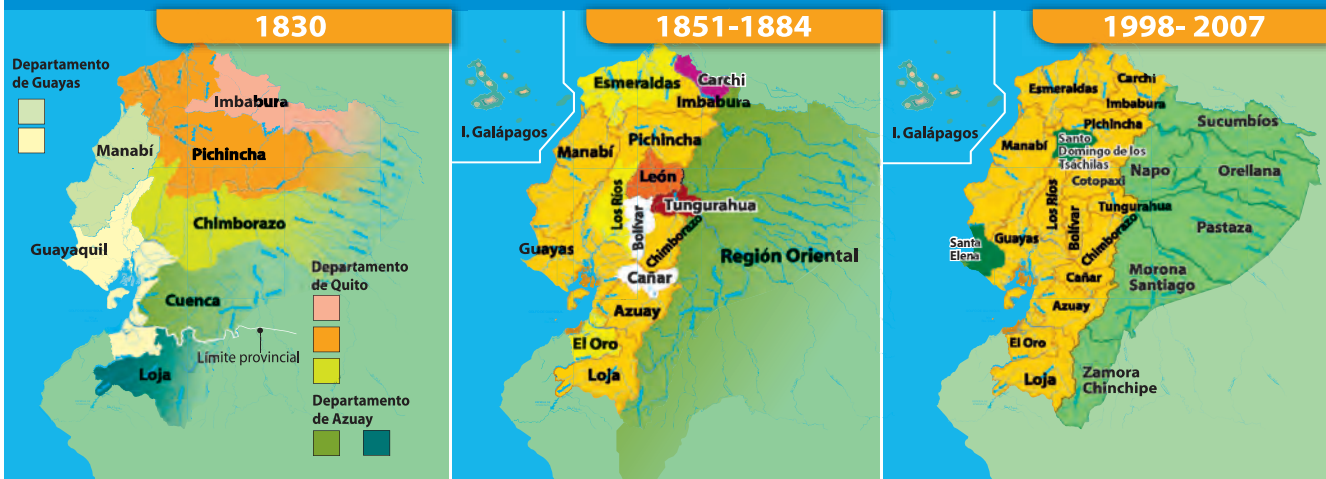 1830
Departamento
de Guayas
Imbabura
Manabí
Pichincha
Chimborazo
Guayaquil
Departamento
de Quito
Cuenca
Límite provincial
Loja
Departamento
de Azuay
1851-1884
I. Galápagos
Esmeraldas
Carchi
Imbabura
Pichincha
Manabí
León
Los Ríos
Tungurahua
Bolívar
Chimborazo
Guayas
Región Oriental
Cañar
Azuay
El Oro
Loja
1998- 2007
I. Galápagos
Esmeraldas
Carchi
Imbabura
Pichincha
Sucumbíos
Manabí
Santo
Domingo de los
Tsáchilas
Napo
Orellana
Cotopaxi
Los Ríos
Bolívar
Tungurahua
Chimborazo
Pastaza
Santa
Elena
Guayas
Morona
Santiago
Cañar
Azuay
El Oro
Loja
Zamora
Chinchipe